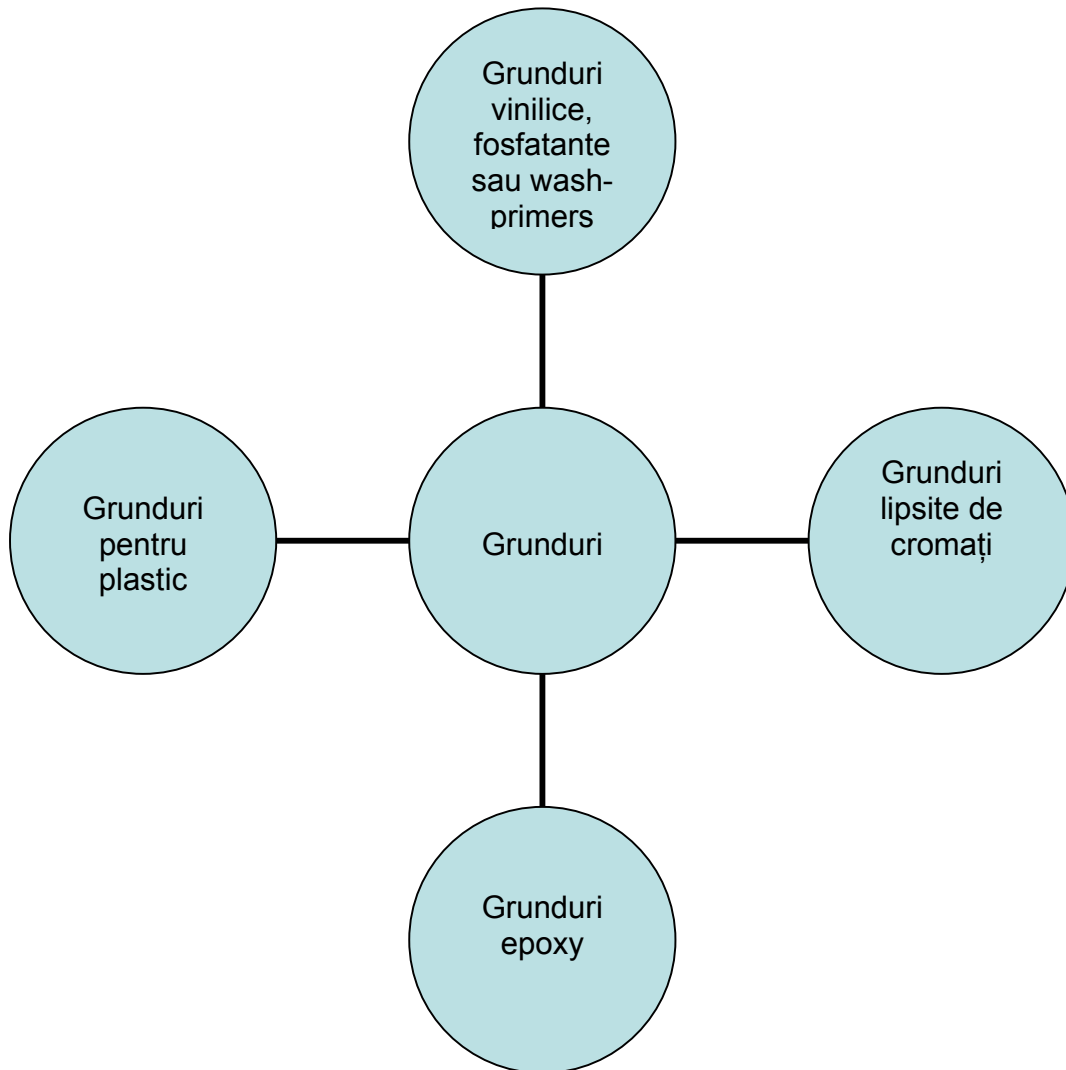 Grunduri
vinilice,
fosfatante
sau wash-
primers
Grunduri
pentru
plastic
Grunduri
Grunduri
lipsite de
cromați
Grunduri
epoxy